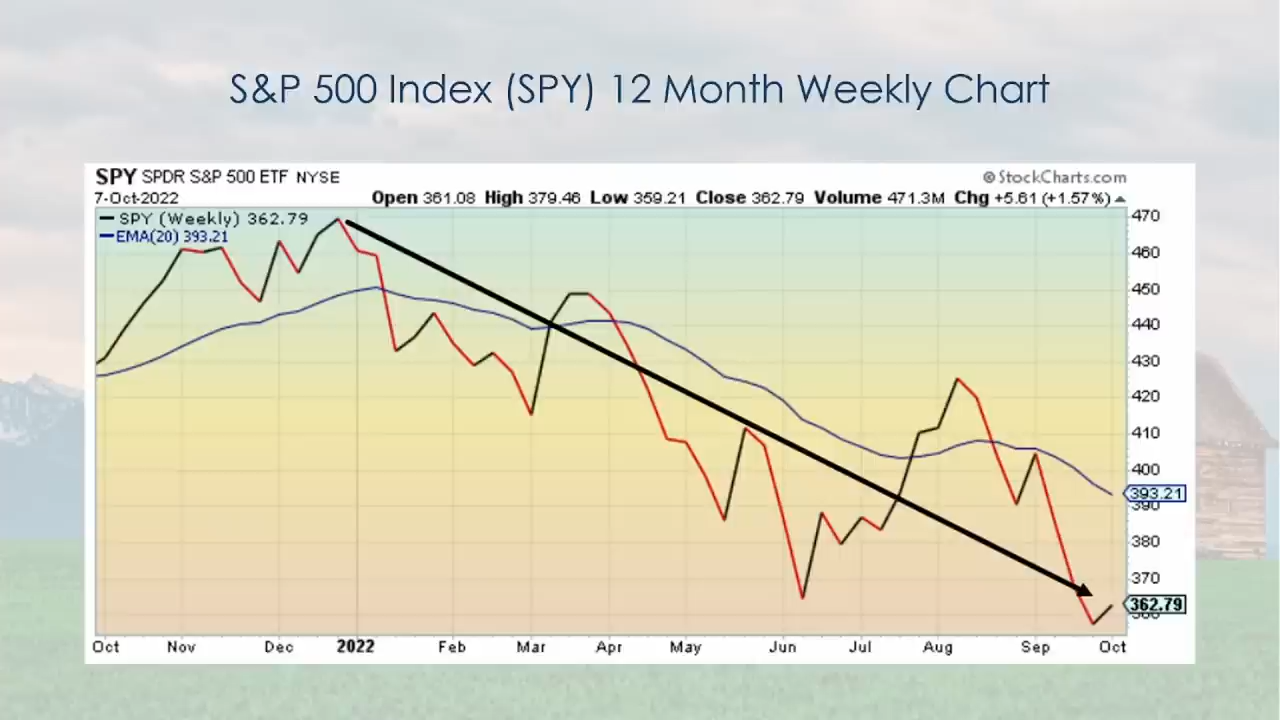 S&P 500 Index (SPY) 12 Month Weekly Chart
SPY SPDR S&P 500 ETF NYSE
© StockCharts.com
7-Oct-2022
Open 361.08 High 379.46 Low 359.21 Close 362.79 Volume 471.3M Chg +5.61 (+1.57%)
SPY (Weekly) 362.79
EMA(20) 393.21
470
460
450
440
430
420
410
400
393.21
390
380
370
362.79
360
Oct Nov Dec 2022 Feb Mar Apr May Jun Jul Aug Sep Oct